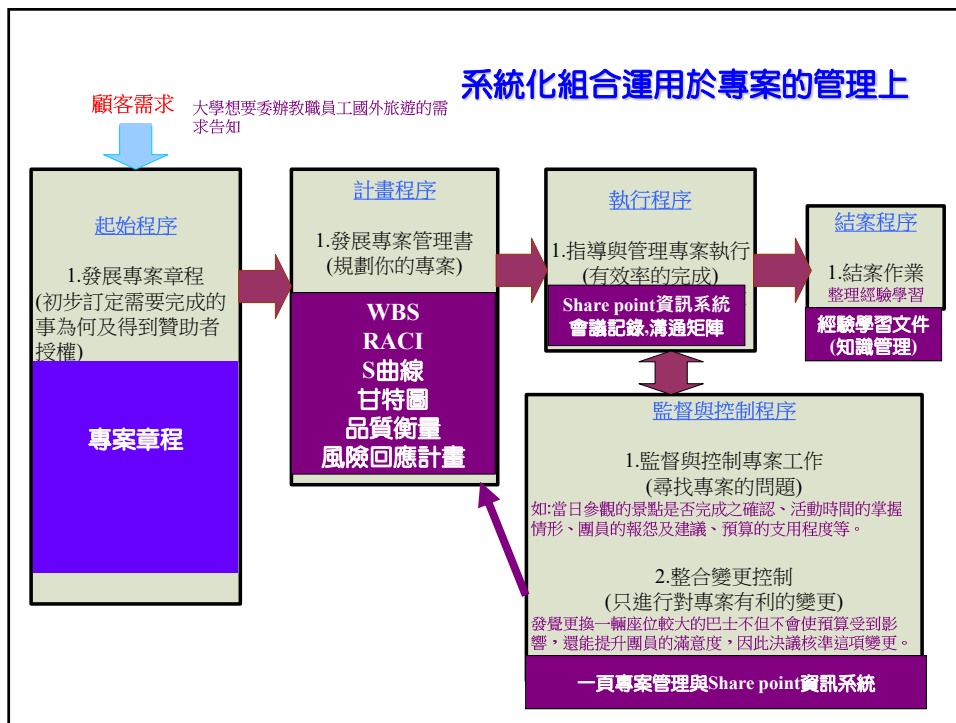 系統化組合運用於專案的管理上
顧客需求
大學想要委辦教職員工國外旅遊的需
求告知
起始程序
1.發展專案章程
(初步訂定需要完成的
事為何及得到贊助者
授權)
專案章程
計畫程序
1.發展專案管理書
(規劃你的專案)
WBS
RACI
S曲線
甘特圖
品質衡量
風險回應計畫
執行程序
1.指導與管理專案執行
(有效率的完成)
Share point資訊系統
會議記錄,溝通矩陣
結案程序
1.結案作業
整理經驗學習
經驗學習文件
(知識管理)
監督與控制程序
1.監督與控制專案工作
(尋找專案的問題)
如:當日參觀的景點是否完成之確認、活動時間的掌握
情形、團員的報怨及建議、預算的支用程度等。
2.整合變更控制
(只進行對專案有利的變更)
發覺更換一輛座位較大的巴士不但不會使預算受到影
響，還能提升團員的滿意度，因此決議核準這項變更。
一頁專案管理與Share point資訊系統